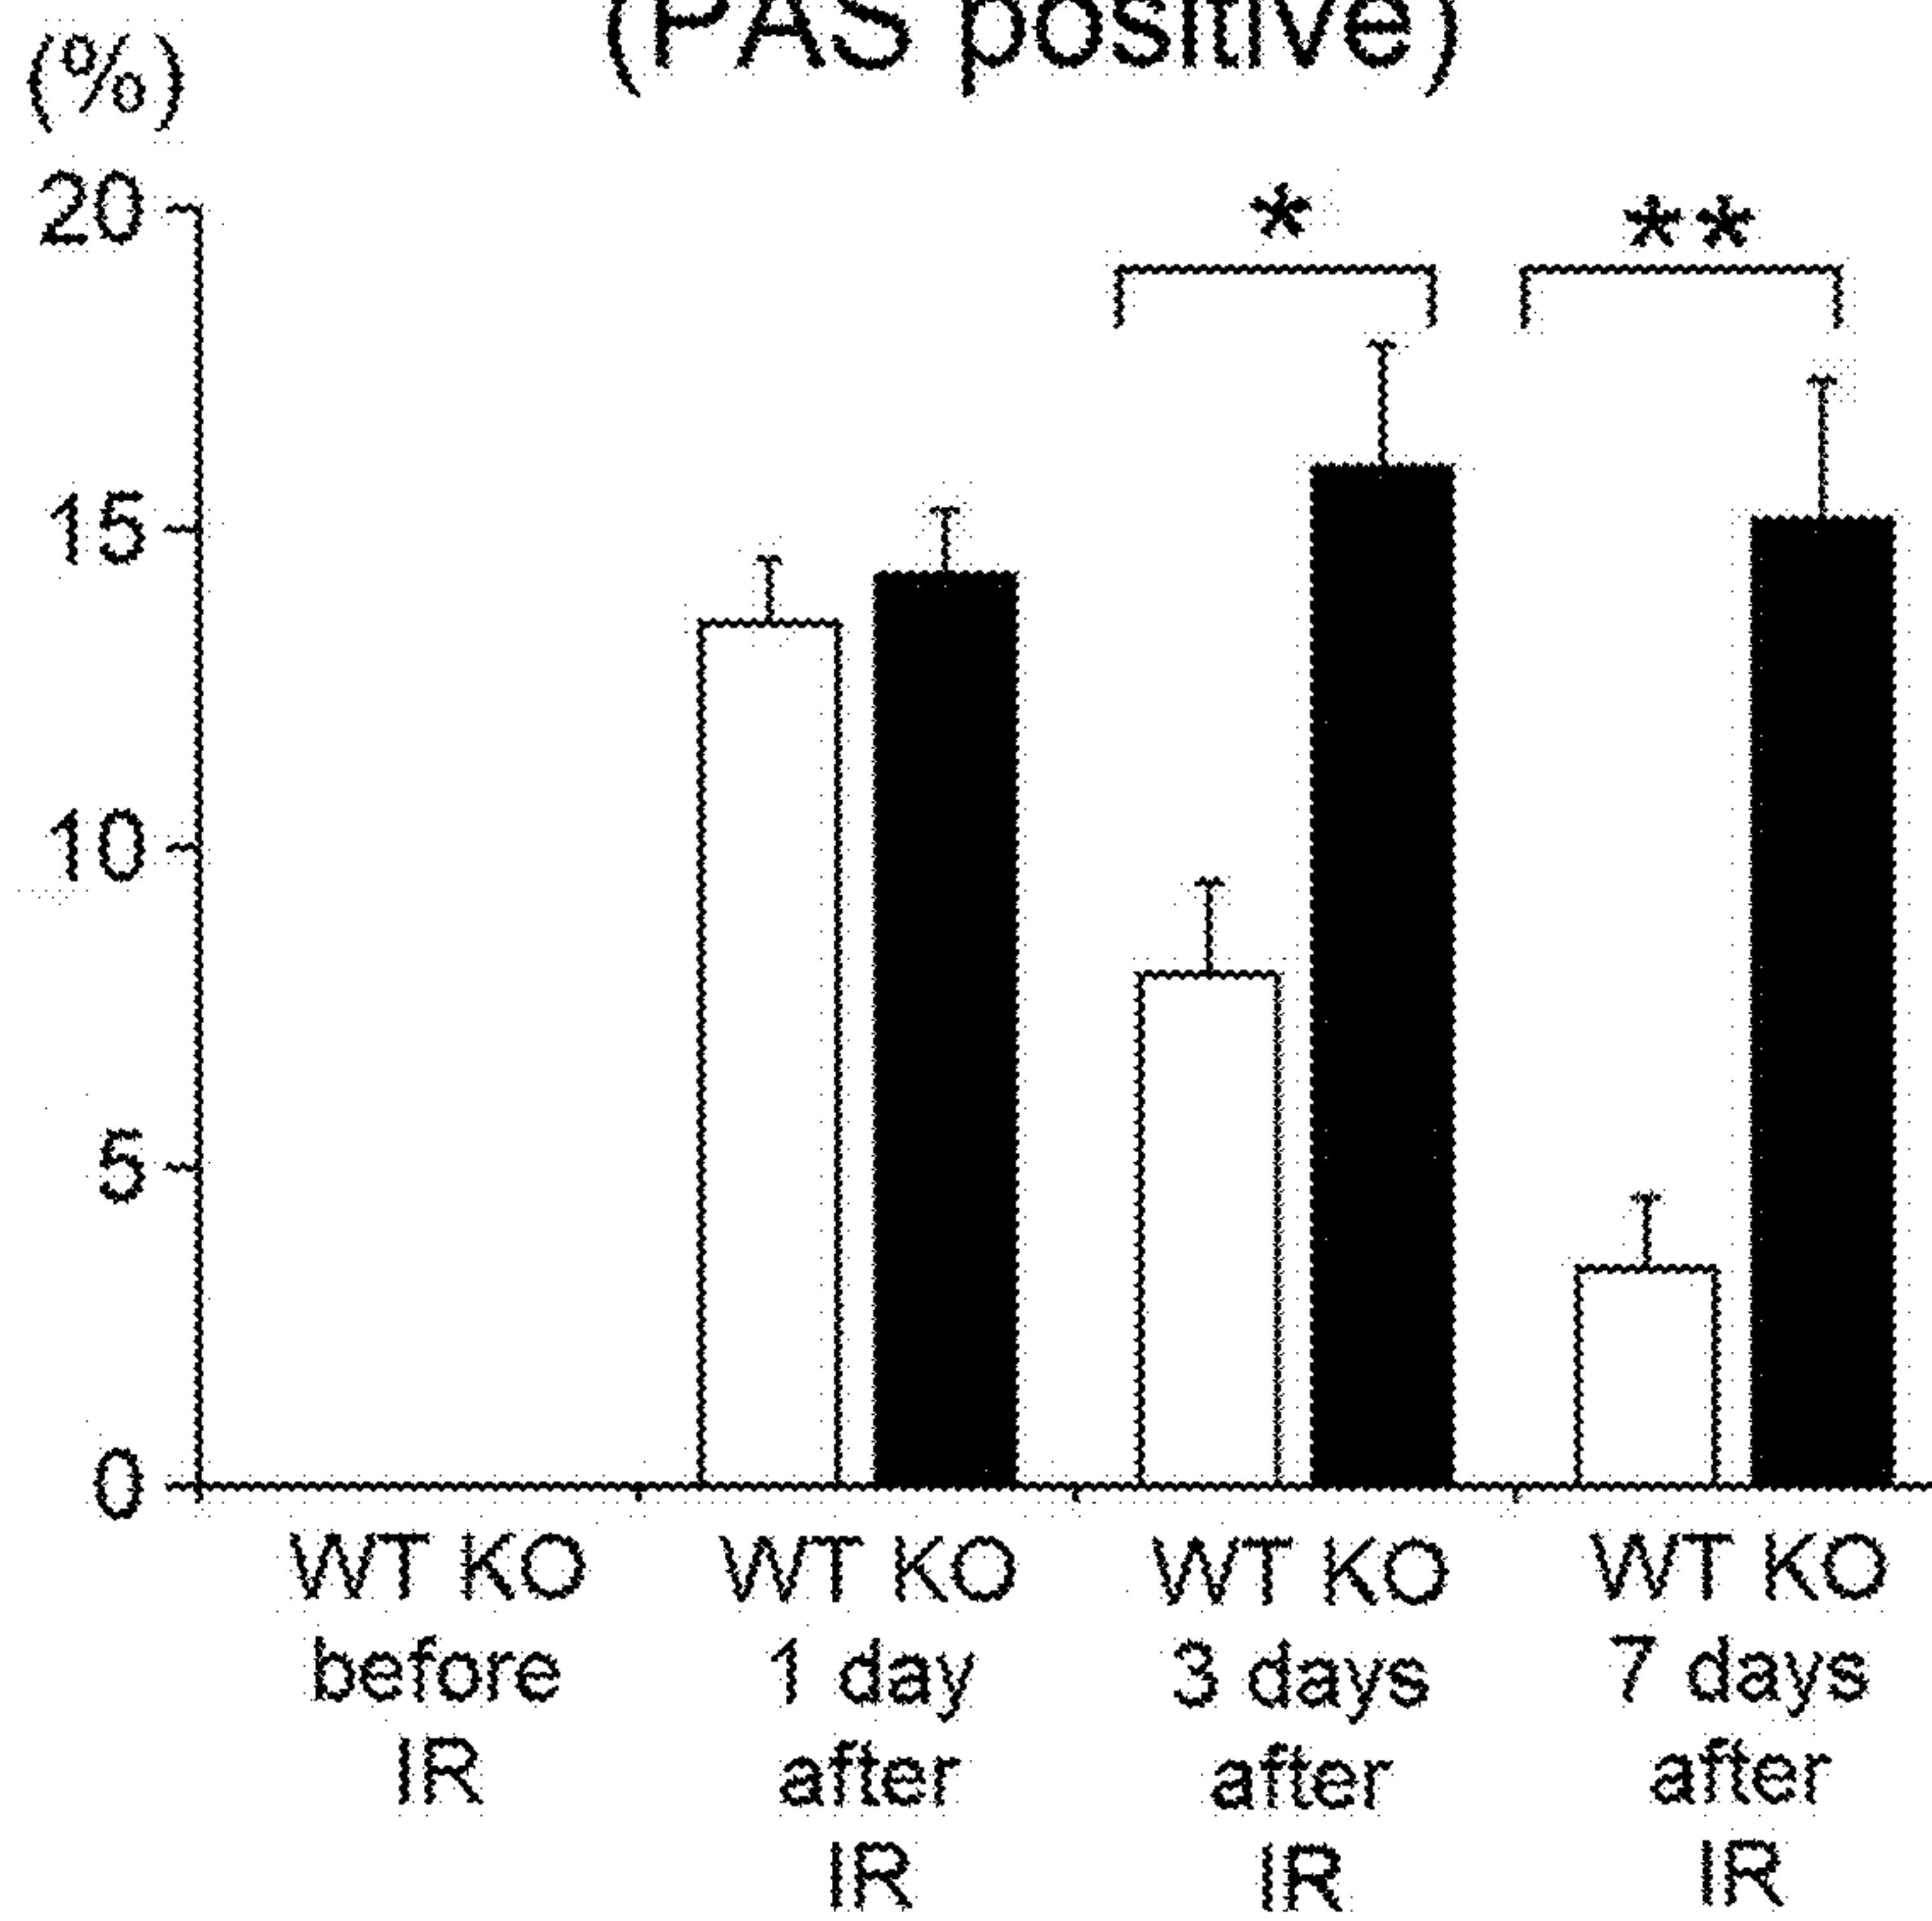 (PAS positive)
(%)
20
* **
15
10
5
0
WT KO WT KO WT KO WT KO
before 1 day 3 days 7 days
IR after after after
IR IR IR